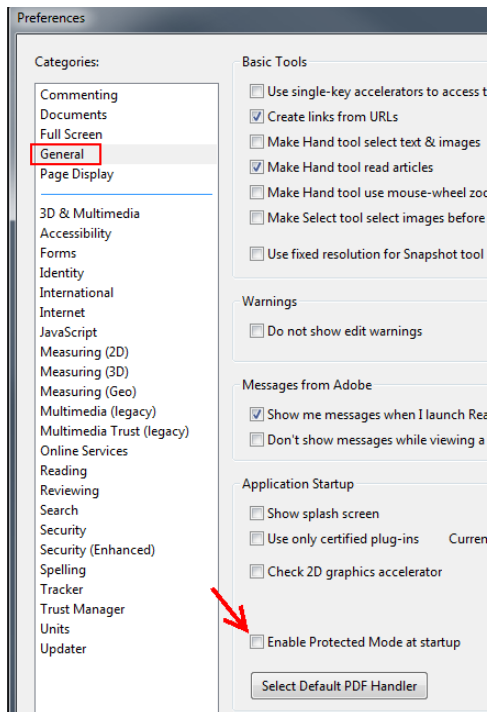 Preferences
Categories:
Commenting
Documents
Full Screen
General
Page Display
3D & Multimedia
Accessibility
Forms
Identity
International
Internet
JavaScript
Measuring (2D)
Measuring (3D)
Measuring (Geo)
Multimedia (legacy)
Multimedia Trust (legacy)
Online Services
Reading
Reviewing
Search
Security
Security (Enhanced)
Spelling
Tracker
Trust Manager
Units
Updater
Basic Tools
Use single-key accelerators to access t
Create links from URLs
Make Hand tool select text & images
Make Hand tool read articles
Make Hand tool use mouse-wheel zoo
Make Select tool select images before
Use fixed resolution for Snapshot tool
Warnings
Do not show edit warnings
Messages from Adobe
Show me messages when I launch Rea
Don't show messages while viewing a
Application Startup
Show splash screen
Use only certified plug-ins Curren
Check 2D graphics accelerator
Enable Protected Mode at startup
Select Default PDF Handler